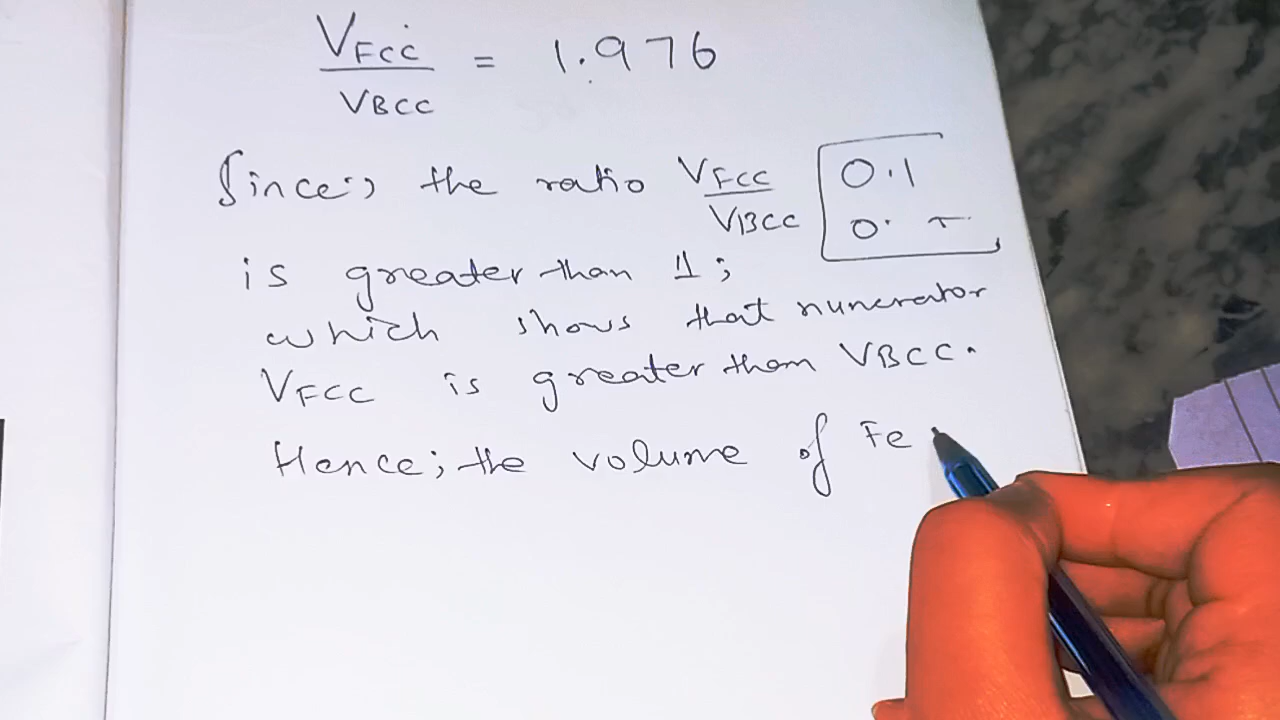 VFCC
VBCC = 1.976
Since; the ratio VFCC
VBCC
0.1
0.
is greater than 1;
which shows that numerator
VFCC is greater than VBCC.
Hence; the volume of Fe